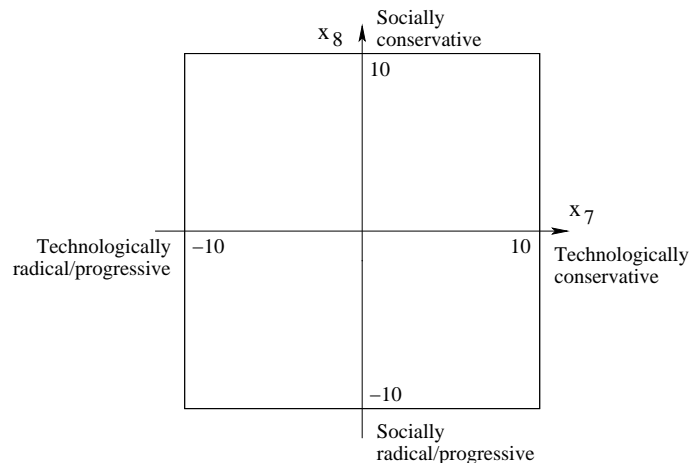 x8
Socially
conservative
10
x7
Technologically
radical/progressive
–10
10
Technologically
conservative
–10
Socially
radical/progressive